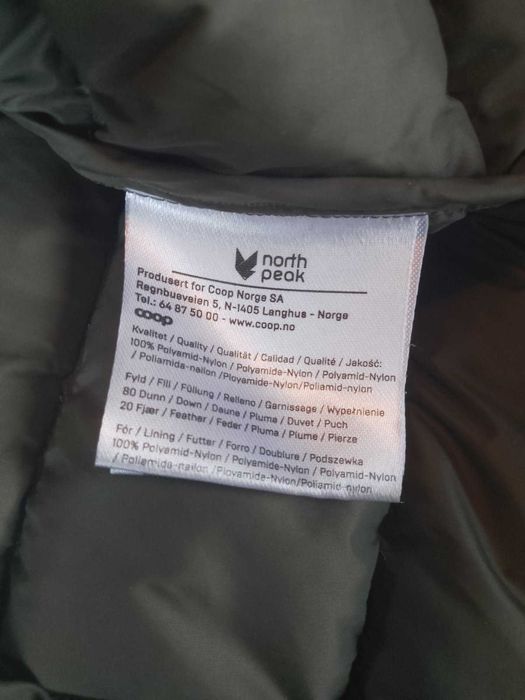 north
peak
Produsert for Coop Norge SA
Regnbueveien 5, N-1405 Langhus - Norge
Tel.: 64 87 50 00 - www.coop.no
coop
Kvalitet / Quality / Qualität / Calidad / Qualité / Jakość:
100% Polyamid-Nylon / Polyamide-Nylon / Polyamid-Nylon
/ Poliamida-nailon /Ployamide-Nylon/Poliamid-nylon
Fyld / Fill / Füllung / Relleno / Garnissage / Wypełnienie
80 Dunn / Down / Daune / Pluma / Duvet / Puch
20 Fjær / Feather / Feder / Pluma / Plume / Pierze
Fór / Lining / Futter / Forro / Doublure / Podszewka
100% Polyamid-Nylon / Polyamide-Nylon / Polyamid-Nylon
/ Poliamida-nailon /Ployamide-Nylon/Poliamid-nylon